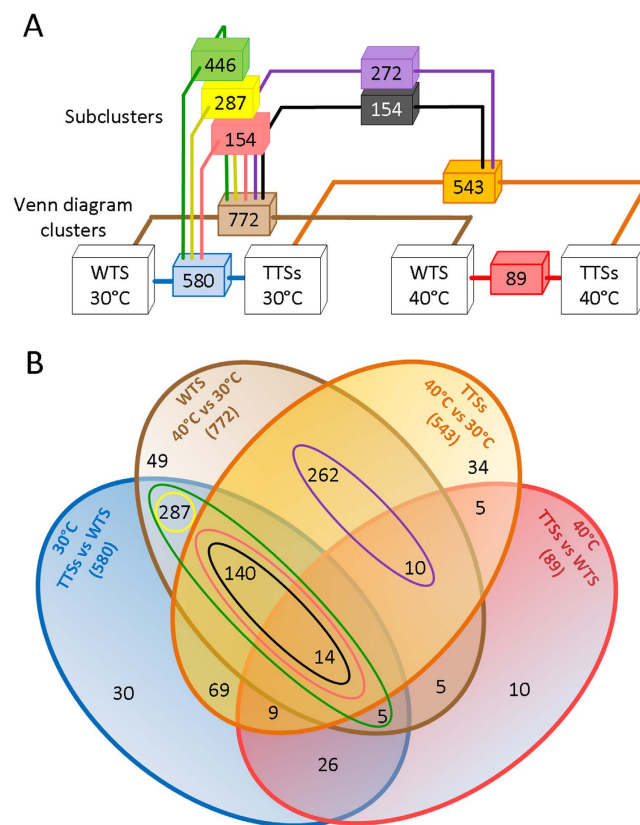 A
446
272
287
154
Subclusters
154
543
Venn diagram
clusters
772
WTS
30°C
580
TTSs
30°C
WTS
40°C
89
TTSs
40°C
B
WTS
40°C vs 30°C
(772)
TTSs
40°C vs 30°C
(543)
49
34
262
5
287
30°C
TTSs vs WTS
(580)
40°C
TTSs vs WTS
(89)
140
10
14
30
69
9
5
5
10
26